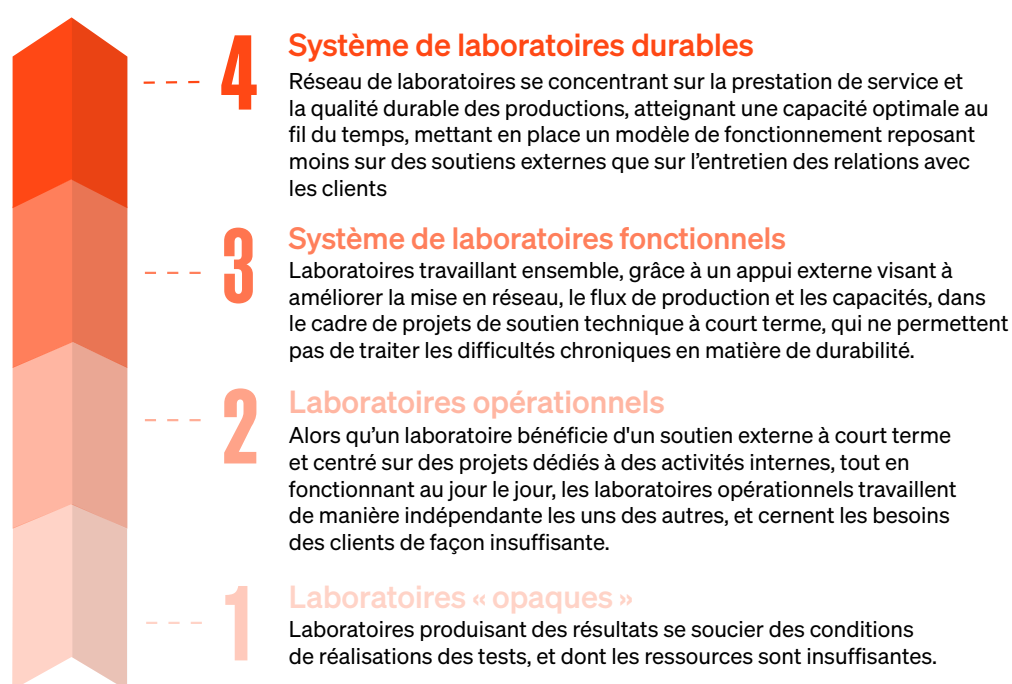 4
Système de laboratoires durables
Réseau de laboratoires se concentrant sur la prestation de service et
la qualité durable des productions, atteignant une capacité optimale au
fil du temps, mettant en place un modèle de fonctionnement reposant
moins sur des soutiens externes que sur l’entretien des relations avec
les clients
3
Système de laboratoires fonctionnels
Laboratoires travaillant ensemble, grâce à un appui externe visant à
améliorer la mise en réseau, le flux de production et les capacités, dans
le cadre de projets de soutien technique à court terme, qui ne permettent
pas de traiter les difficultés chroniques en matière de durabilité.
2
Laboratoires opérationnels
Alors qu’un laboratoire bénéficie d'un soutien externe à court terme
et centré sur des projets dédiés à des activités internes, tout en
fonctionnant au jour le jour, les laboratoires opérationnels travaillent
de manière indépendante les uns des autres, et cernent les besoins
des clients de façon insuffisante.
1
Laboratoires « opaques »
Laboratoires produisant des résultats se soucier des conditions
de réalisations des tests, et dont les ressources sont insuffisantes.